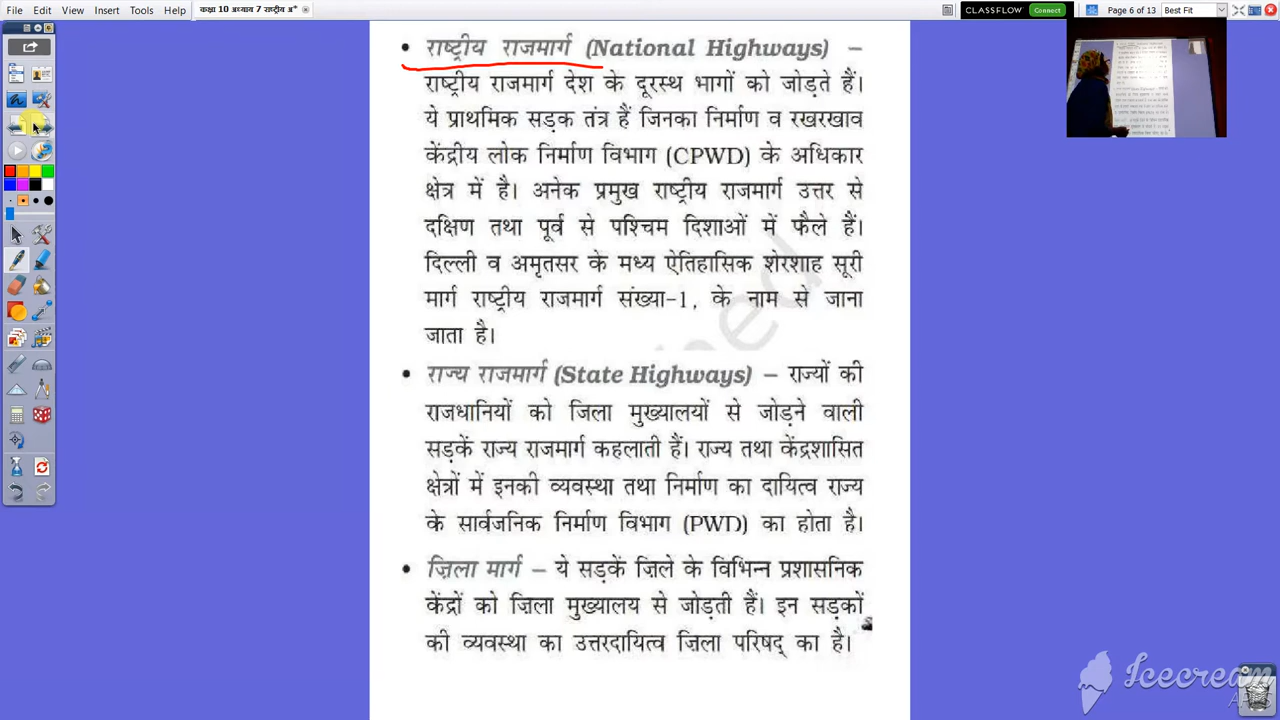 File Edit View Insert Tools Help कक्षा 10 अध्याय 7 राष्ट्रीय अ* CLASSFLOW Connect Page 6 of 13 Best Fit
• राष्ट्रीय राजमार्ग (National Highways) –
राष्ट्रीय राजमार्ग देश के दूरस्थ भागों को जोड़ते हैं।
ये प्राथमिक सड़क तंत्र हैं जिनका निर्माण व रखरखाव
केंद्रीय लोक निर्माण विभाग (CPWD) के अधिकार
क्षेत्र में है। अनेक प्रमुख राष्ट्रीय राजमार्ग उत्तर से
दक्षिण तथा पूर्व से पश्चिम दिशाओं में फैले हैं।
दिल्ली व अमृतसर के मध्य ऐतिहासिक शेरशाह सूरी
मार्ग राष्ट्रीय राजमार्ग संख्या-1, के नाम से जाना
जाता है।
• राज्य राजमार्ग (State Highways) – राज्यों की
राजधानियों को जिला मुख्यालयों से जोड़ने वाली
सड़कें राज्य राजमार्ग कहलाती हैं। राज्य तथा केंद्रशासित
क्षेत्रों में इनकी व्यवस्था तथा निर्माण का दायित्व राज्य
के सार्वजनिक निर्माण विभाग (PWD) का होता है।
• ज़िला मार्ग – ये सड़कें जिले के विभिन्न प्रशासनिक
केंद्रों को ज़िला मुख्यालय से जोड़ती हैं। इन सड़कों
की व्यवस्था का उत्तरदायित्व ज़िला परिषद् का है।
Icecream
APPS